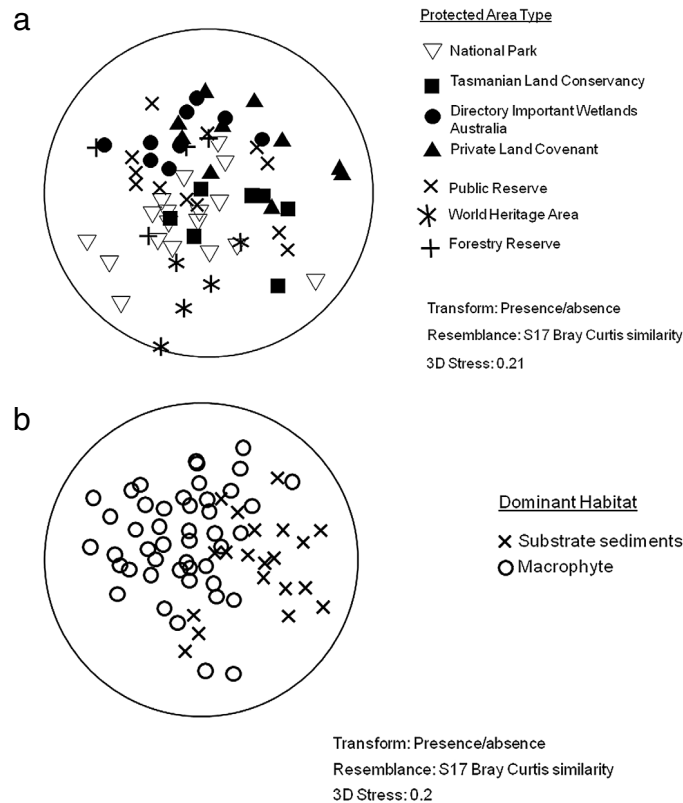 a
Protected Area Type
National Park
Tasmanian Land Conservancy
Directory Important Wetlands
Australia
Private Land Covenant
Public Reserve
World Heritage Area
Forestry Reserve
Transform: Presence/absence
Resemblance: S17 Bray Curtis similarity
3D Stress: 0.21
b
Dominant Habitat
Substrate sediments
Macrophyte
Transform: Presence/absence
Resemblance: S17 Bray Curtis similarity
3D Stress: 0.2